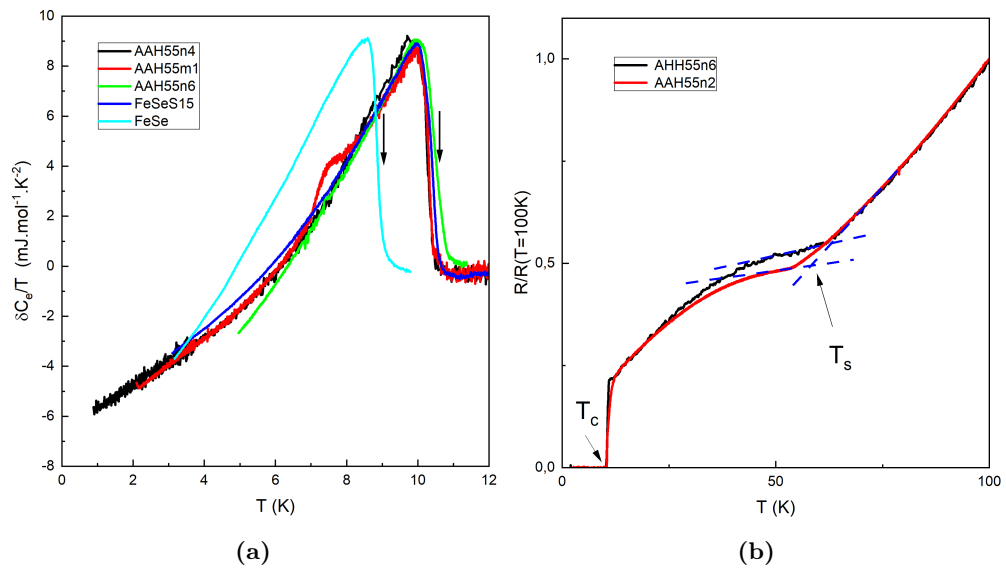 10
8
6
4
2
0
-2
-4
-6
-8
δCₑ/T (mJ.mol⁻¹.K⁻²)
AAH55n4
AAH55m1
AAH55n6
FeSeS15
FeSe
0 2 4 6 8 10 12
T (K)
(a)
1,0
0,5
0,0
R/R(T=100K)
AHH55n6
AAH55n2
Tₛ
T꜀
0 50 100
T (K)
(b)